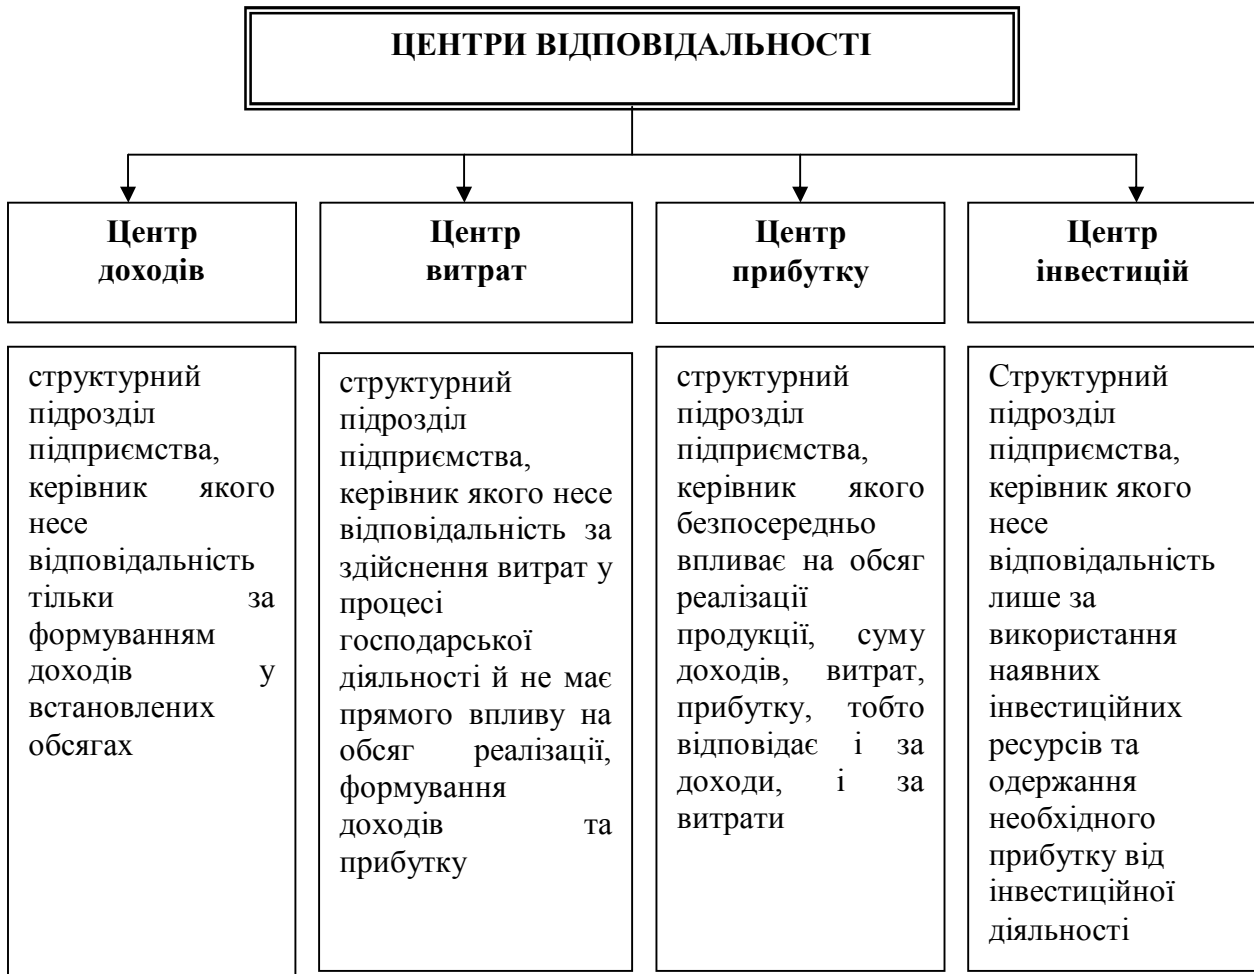 ЦЕНТРИ ВІДПОВІДАЛЬНОСТІ
Центр
доходів
Центр
витрат
Центр
прибутку
Центр
інвестицій
структурний
підрозділ
підприємства,
керівник якого
несе
відповідальність
тільки за
формуванням
доходів у
встановлених
обсягах
структурний
підрозділ
підприємства,
керівник якого несе
відповідальність за
здійснення витрат у
процесі
господарської
діяльності й не має
прямого впливу на
обсяг реалізації,
формування
доходів та
прибутку
структурний
підрозділ
підприємства,
керівник якого
безпосередньо
впливає на обсяг
реалізації
продукції, суму
доходів, витрат,
прибутку, тобто
відповідає і за
доходи, і за
витрати
Структурний
підрозділ
підприємства,
керівник якого
несе
відповідальність
лише за
використання
наявних
інвестиційних
ресурсів та
одержання
необхідного
прибутку від
інвестиційної
діяльності